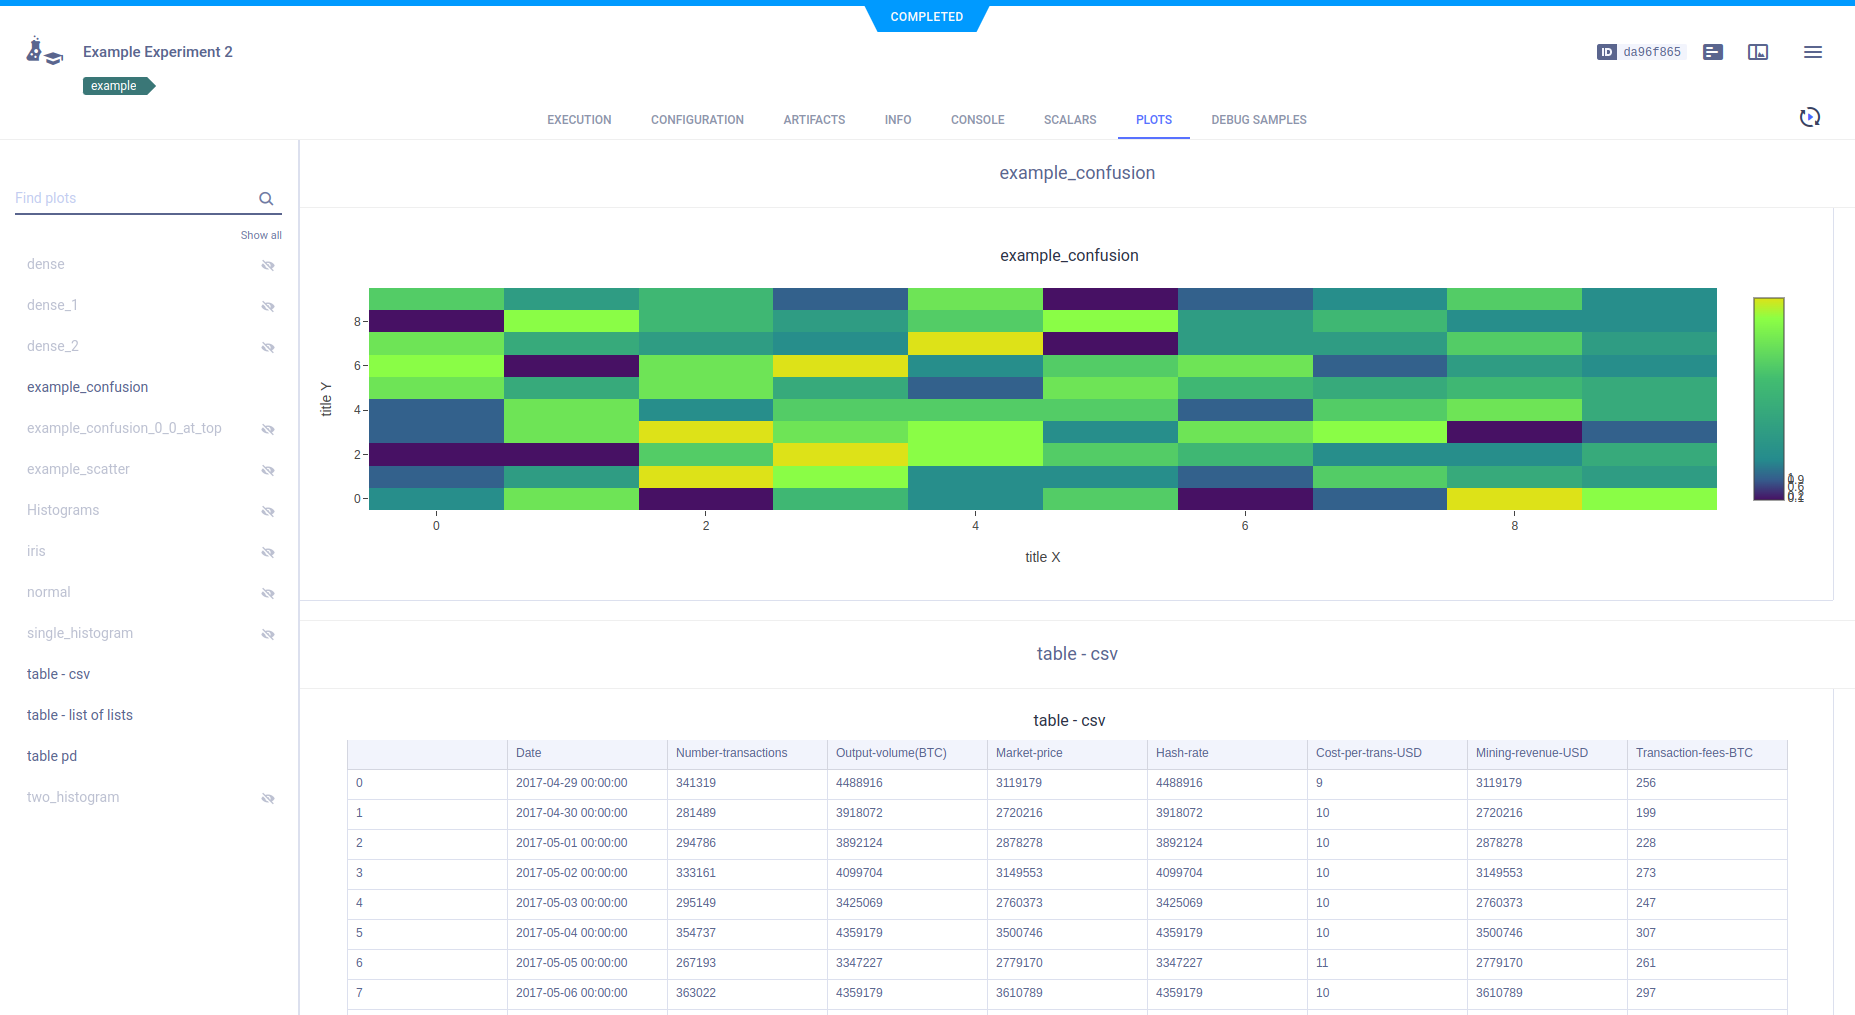 COMPLETED
Example Experiment 2
ID da96f865
example
EXECUTION CONFIGURATION ARTIFACTS INFO CONSOLE SCALARS PLOTS DEBUG SAMPLES
Find plots
Show all
dense
dense_1
dense_2
example_confusion
example_confusion_0_0_at_top
example_scatter
Histograms
iris
normal
single_histogram
table - csv
table - list of lists
table pd
two_histogram
example_confusion
example_confusion
8
6
4
2
0
title Y
0 2 4 6 8
title X
table - csv
table - csv
Date Number-transactions Output-volume(BTC) Market-price Hash-rate Cost-per-trans-USD Mining-revenue-USD Transaction-fees-BTC
0 2017-04-29 00:00:00 341319 4488916 3119179 4488916 9 3119179 256
1 2017-04-30 00:00:00 281489 3918072 2720216 3918072 10 2720216 199
2 2017-05-01 00:00:00 294786 3892124 2878278 3892124 10 2878278 228
3 2017-05-02 00:00:00 333161 4099704 3149553 4099704 10 3149553 273
4 2017-05-03 00:00:00 295149 3425069 2760373 3425069 10 2760373 247
5 2017-05-04 00:00:00 354737 4359179 3500746 4359179 10 3500746 307
6 2017-05-05 00:00:00 267193 3347227 2779170 3347227 11 2779170 261
7 2017-05-06 00:00:00 363022 4359179 3610789 4359179 10 3610789 297